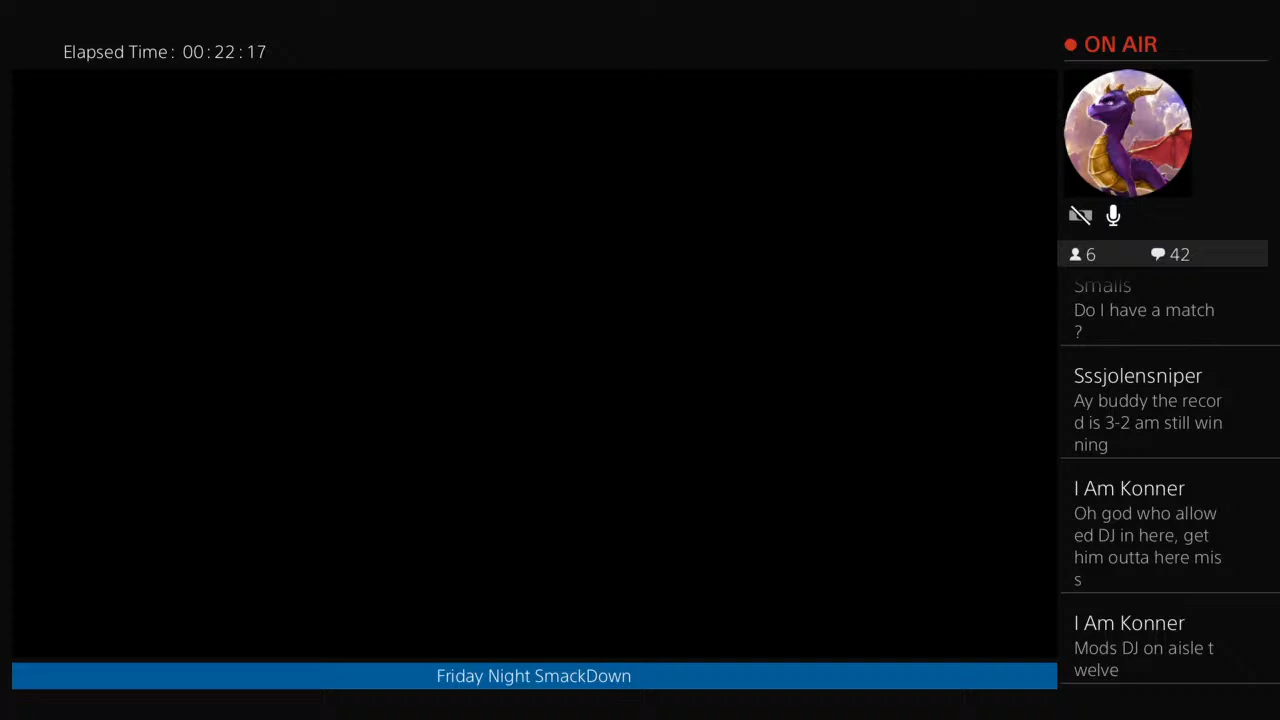 Elapsed Time: 00:22:17
ON AIR
6 42
Smalls
Do I have a match
?
Sssjolensniper
Ay buddy the recor
d is 3-2 am still win
ning
I Am Konner
Oh god who allow
ed DJ in here, get
him outta here mis
s
I Am Konner
Mods DJ on aisle t
welve
Friday Night SmackDown